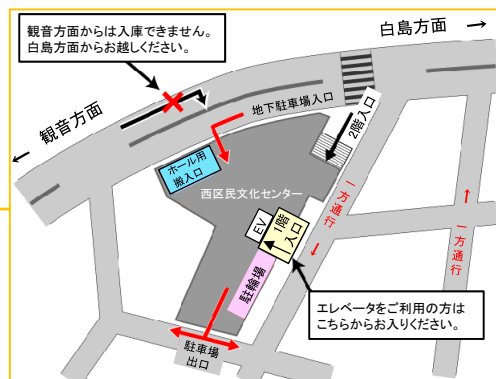 観音方面からは入庫できません。
白島方面からお越しください。
白島方面
観音方面
地下駐車場入口
2階入口
ホール用
搬入口
西区民文化センター
一方通行
一方通行
EV
1階
入口
駐輪場
エレベータをご利用の方は
こちらからお入りください。
駐車場
出口